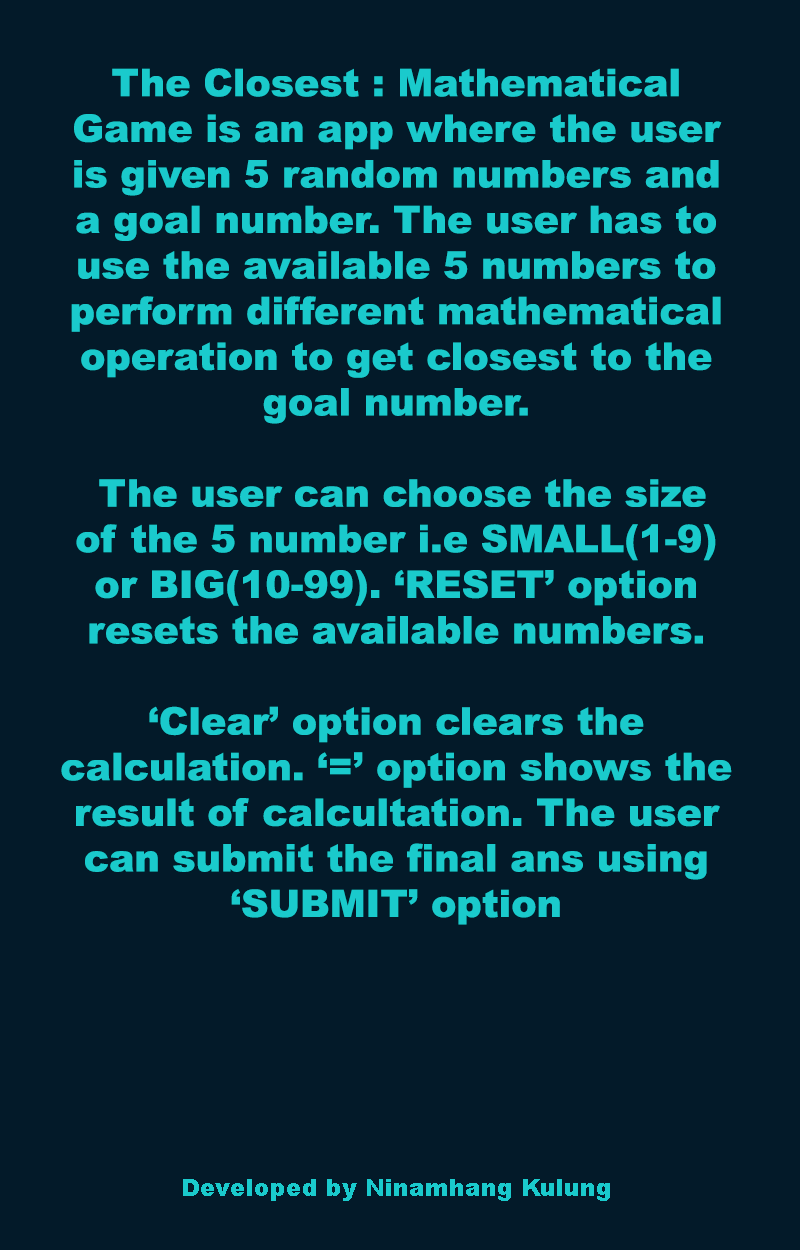 The Closest : Mathematical
Game is an app where the user
is given 5 random numbers and
a goal number. The user has to
use the available 5 numbers to
perform different mathematical
operation to get closest to the
goal number.
The user can choose the size
of the 5 number i.e SMALL(1-9)
or BIG(10-99). ‘RESET’ option
resets the available numbers.
‘Clear’ option clears the
calculation. ‘=’ option shows the
result of calcultation. The user
can submit the final ans using
‘SUBMIT’ option
Developed by Ninamhang Kulung